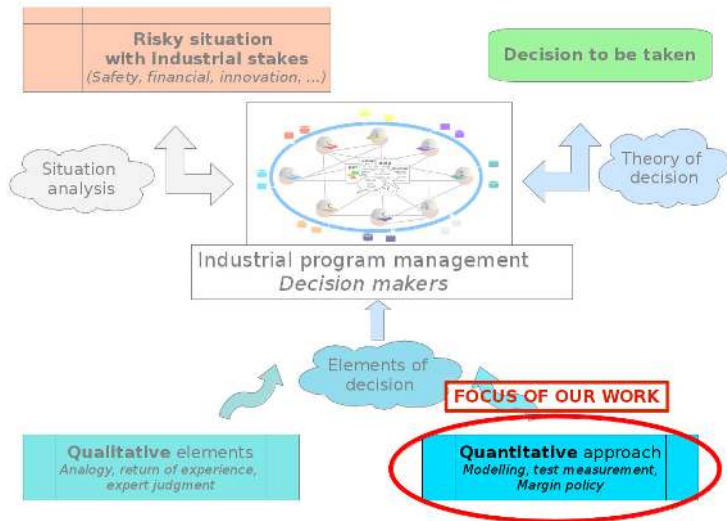 Risky situation
with industrial stakes
(Safety, financial, innovation, ...)
Decision to be taken
Situation
analysis
Theory of
decision
Industrial program management
Decision makers
Elements of
decision
FOCUS OF OUR WORK
Qualitative elements
Analogy, return of experience,
expert judgment
Quantitative approach
Modelling, test measurement,
Margin policy